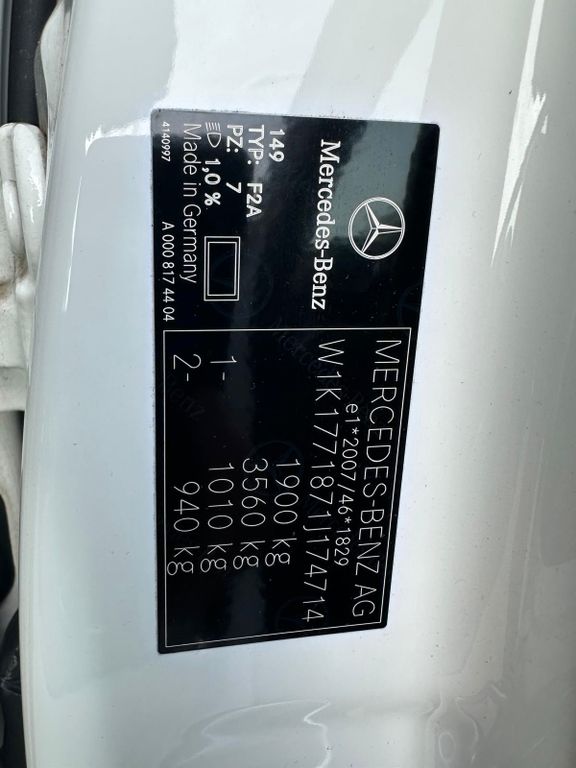 Mercedes-Benz
149
TYP: F2A
PZ: 7
1,0 %
Made in Germany
4140997
A 000 817 44 04
MERCEDES-BENZ AG
e1*2007/46*1829
W1K1771871J174714
1900 kg
3560 kg
1- 1010 kg
2- 940 kg